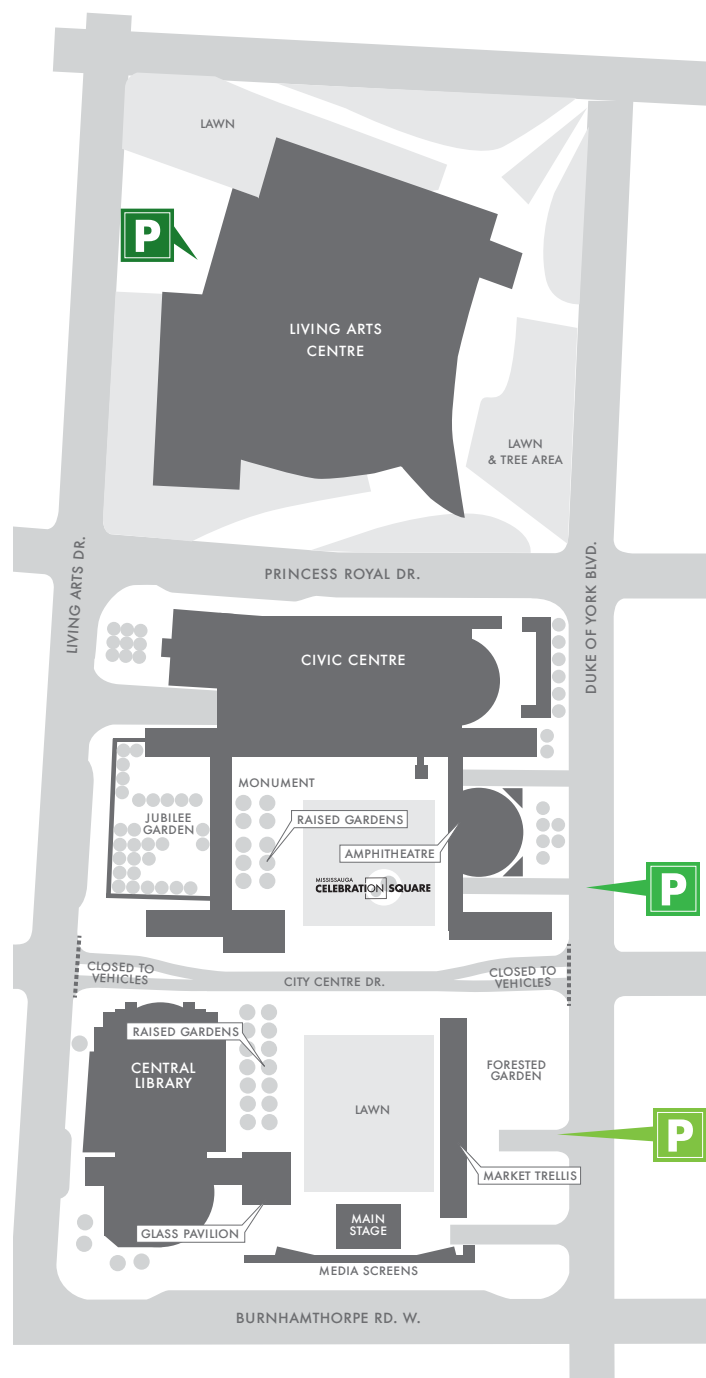 LAWN
P
LIVING ARTS
CENTRE
LAWN
& TREE AREA
LIVING ARTS DR.
PRINCESS ROYAL DR.
DUKE OF YORK BLVD.
CIVIC CENTRE
MONUMENT
JUBILEE
GARDEN
RAISED GARDENS
AMPHITHEATRE
MISSISSAUGA
CELEBRATION SQUARE
P
CLOSED TO
VEHICLES
CITY CENTRE DR.
CLOSED TO
VEHICLES
RAISED GARDENS
CENTRAL
LIBRARY
FORESTED
GARDEN
LAWN
P
MARKET TRELLIS
GLASS PAVILION
MAIN
STAGE
MEDIA SCREENS
BURNHAMTHORPE RD. W.